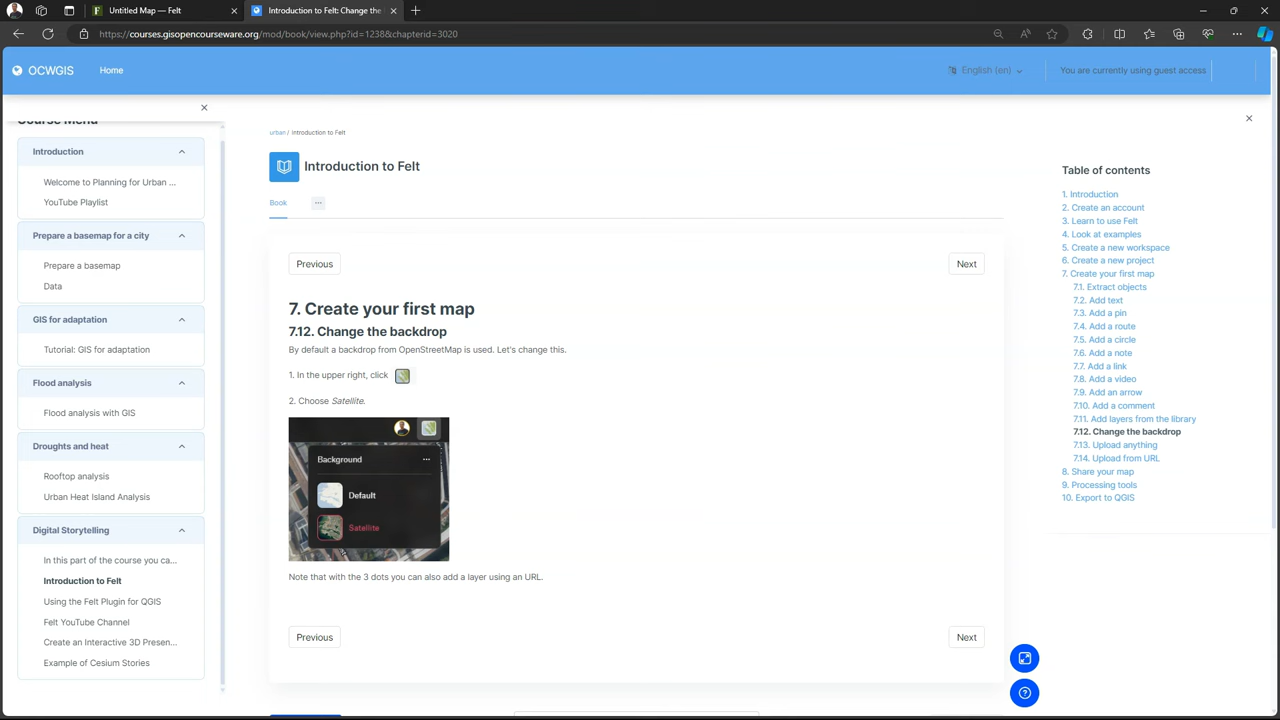 Untitled Map — Felt
Introduction to Felt: Change the
https://courses.gisopencourseware.org/mod/book/view.php?id=1238&chapterid=3020
OCWGIS
Home
English (en)
You are currently using guest access
Course Menu
Introduction
Welcome to Planning for Urban ...
YouTube Playlist
Prepare a basemap for a city
Prepare a basemap
Data
GIS for adaptation
Tutorial: GIS for adaptation
Flood analysis
Flood analysis with GIS
Droughts and heat
Rooftop analysis
Urban Heat Island Analysis
Digital Storytelling
In this part of the course you ca...
Introduction to Felt
Using the Felt Plugin for QGIS
Felt YouTube Channel
Create an Interactive 3D Presen...
Example of Cesium Stories
urban / Introduction to Felt
Introduction to Felt
Book
Previous
Next
7. Create your first map
7.12. Change the backdrop
By default a backdrop from OpenStreetMap is used. Let's change this.
1. In the upper right, click
2. Choose Satellite.
Background
Default
Satellite
Note that with the 3 dots you can also add a layer using an URL.
Previous
Next
Table of contents
1. Introduction
2. Create an account
3. Learn to use Felt
4. Look at examples
5. Create a new workspace
6. Create a new project
7. Create your first map
7.1. Extract objects
7.2. Add text
7.3. Add a pin
7.4. Add a route
7.5. Add a circle
7.6. Add a note
7.7. Add a link
7.8. Add a video
7.9. Add an arrow
7.10. Add a comment
7.11. Add layers from the library
7.12. Change the backdrop
7.13. Upload anything
7.14. Upload from URL
8. Share your map
9. Processing tools
10. Export to QGIS